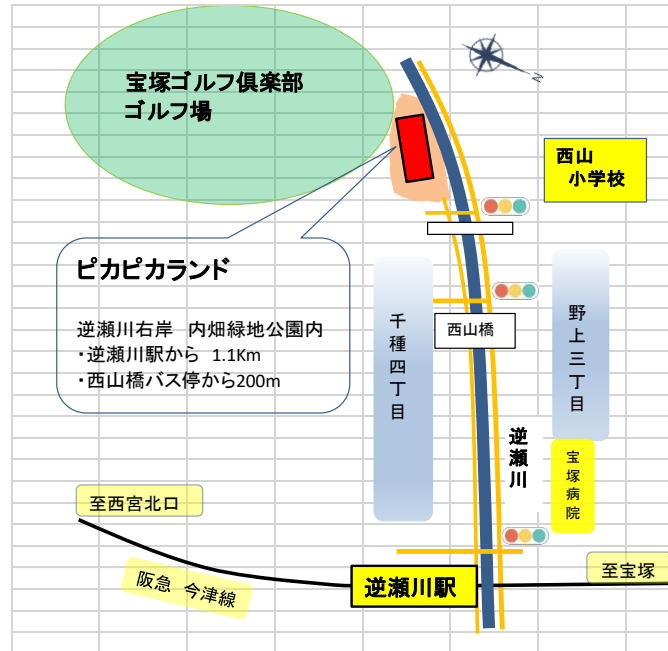 宝塚ゴルフ倶楽部
ゴルフ場
N
西山
小学校
ピカピカランド
逆瀬川右岸 内畑緑地公園内
・逆瀬川駅から 1.1Km
・西山橋バス停から200m
千種四丁目
西山橋
野上三丁目
逆瀬川
宝塚病院
至西宮北口
阪急 今津線
逆瀬川駅
至宝塚